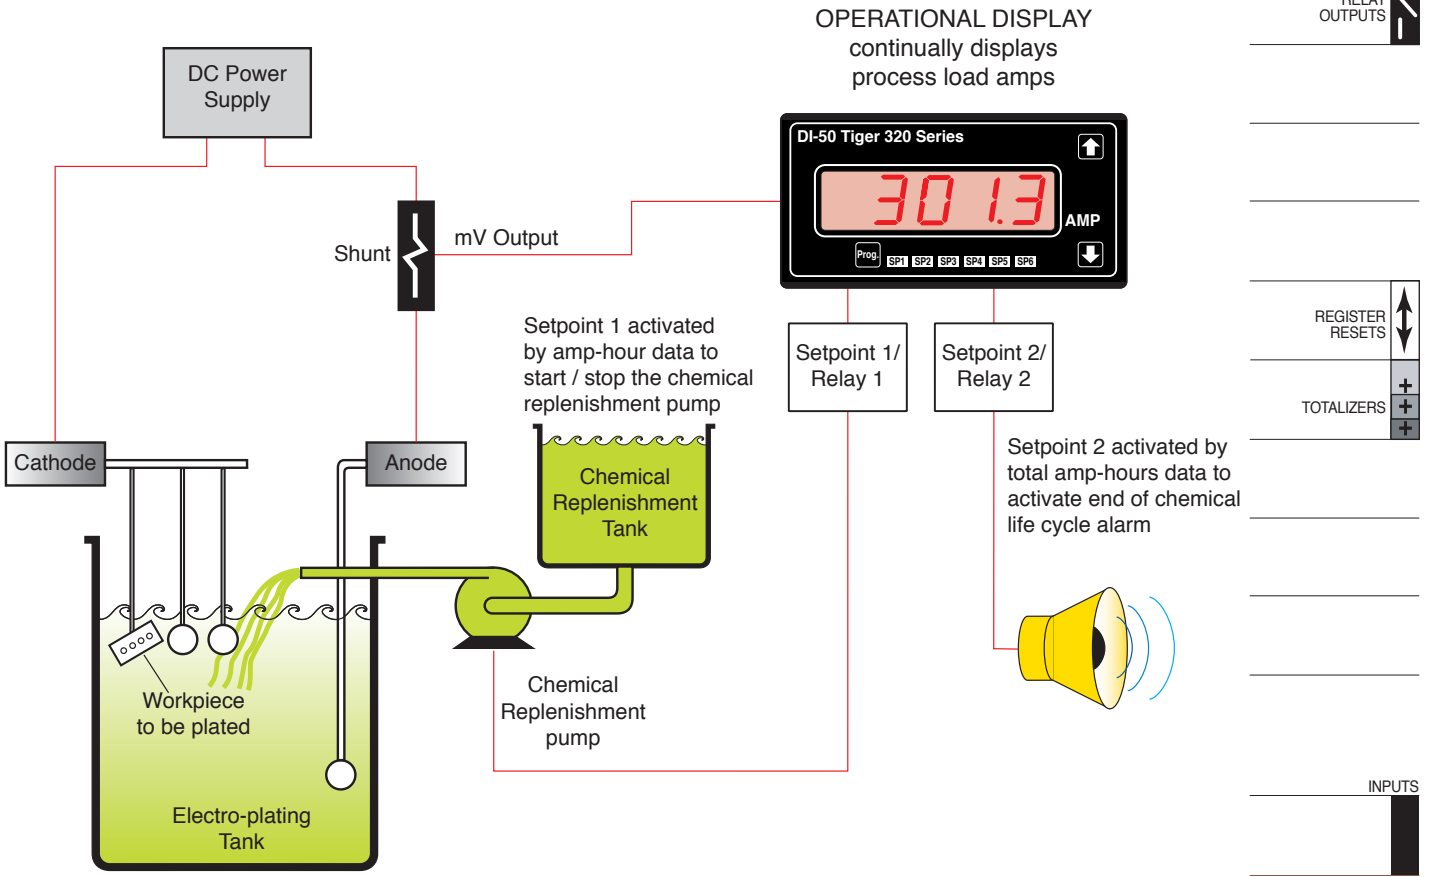 OPERATIONAL DISPLAY
continually displays
process load amps
RELAY
OUTPUTS
DC Power
Supply
DI-50 Tiger 320 Series
301.3
AMP
Prog.
SP1 SP2 SP3 SP4 SP5 SP6
Shunt
mV Output
Setpoint 1 activated
by amp-hour data to
start / stop the chemical
replenishment pump
Setpoint 1/
Relay 1
Setpoint 2/
Relay 2
REGISTER
RESETS
TOTALIZERS
+
+
+
Cathode
Anode
Chemical
Replenishment
Tank
Setpoint 2 activated by
total amp-hours data to
activate end of chemical
life cycle alarm
Workpiece
to be plated
Chemical
Replenishment
pump
Electro-plating
Tank
INPUTS